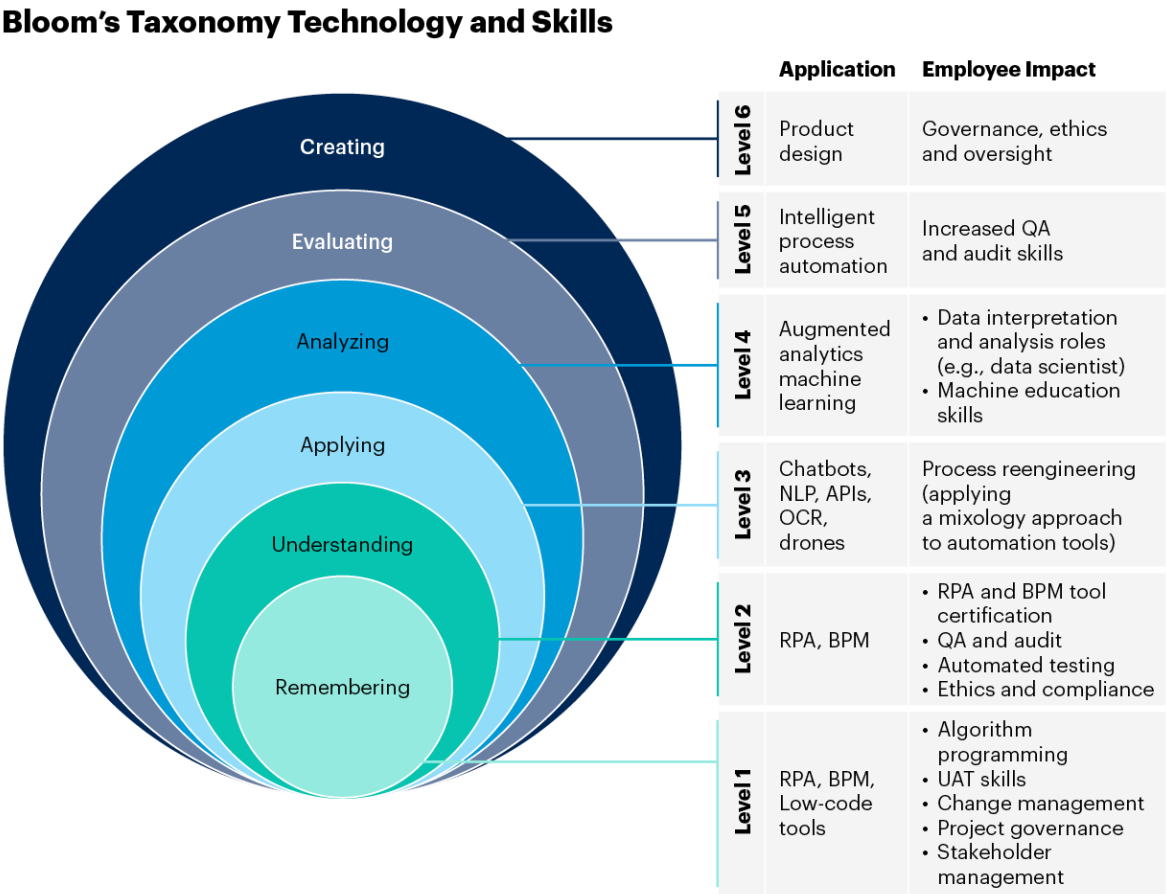 Bloom’s Taxonomy Technology and Skills
Application
Employee Impact
Creating
Level 6
Product
design
Governance, ethics
and oversight
Evaluating
Level 5
Intelligent
process
automation
Increased QA
and audit skills
Analyzing
Level 4
Augmented
analytics
machine
learning
• Data interpretation
and analysis roles
(e.g., data scientist)
• Machine education
skills
Applying
Level 3
Chatbots,
NLP, APIs,
OCR,
drones
Process reengineering
(applying
a mixology approach
to automation tools)
Understanding
Level 2
RPA, BPM
• RPA and BPM tool
certification
• QA and audit
• Automated testing
• Ethics and compliance
Remembering
Level 1
RPA, BPM,
Low-code
tools
• Algorithm
programming
• UAT skills
• Change management
• Project governance
• Stakeholder
management